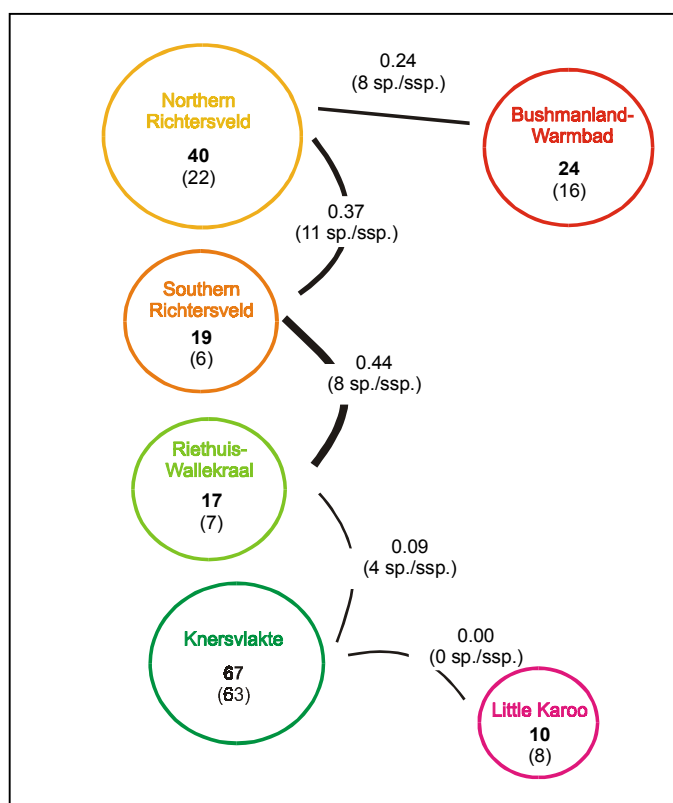 Northern
Richtersveld
40
(22)
0.24
(8 sp./ssp.)
Bushmanland-
Warmbad
24
(16)
0.37
(11 sp./ssp.)
Southern
Richtersveld
19
(6)
0.44
(8 sp./ssp.)
Riethuis-
Wallekraal
17
(7)
0.09
(4 sp./ssp.)
Knersvlakte
67
(63)
0.00
(0 sp./ssp.)
Little Karoo
10
(8)